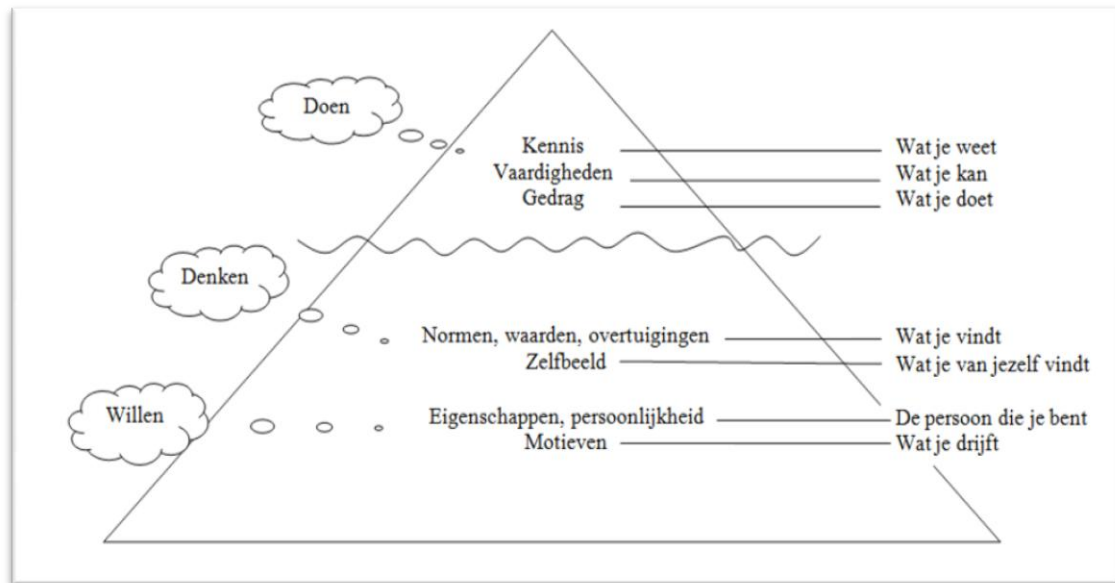 Doen
Kennis Wat je weet
Vaardigheden Wat je kan
Gedrag Wat je doet
Denken
Normen, waarden, overtuigingen Wat je vindt
Zelfbeeld Wat je van jezelf vindt
Willen
Eigenschappen, persoonlijkheid De persoon die je bent
Motieven Wat je drijft